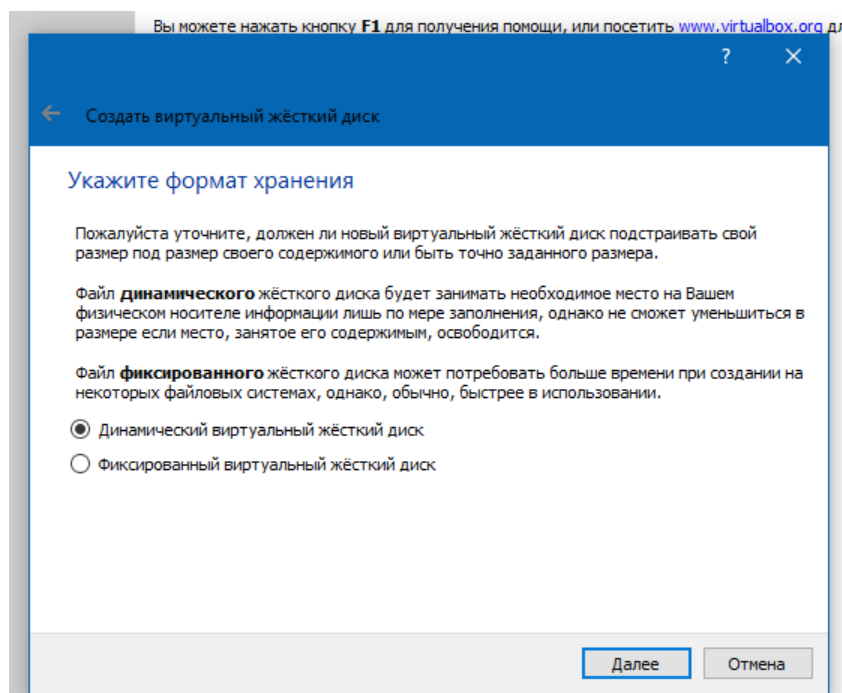 Вы можете нажать кнопку F1 для получения помощи, или посетить www.virtualbox.org дл
?
Создать виртуальный жёсткий диск
Укажите формат хранения
Пожалуйста уточните, должен ли новый виртуальный жёсткий диск подстраивать свой
размер под размер своего содержимого или быть точно заданного размера.
Файл динамического жёсткого диска будет занимать необходимое место на Вашем
физическом носителе информации лишь по мере заполнения, однако не сможет уменьшиться в
размере если место, занятое его содержимым, освободится.
Файл фиксированного жёсткого диска может потребовать больше времени при создании на
некоторых файловых системах, однако, обычно, быстрее в использовании.
Динамический виртуальный жёсткий диск
Фиксированный виртуальный жёсткий диск
Далее Отмена